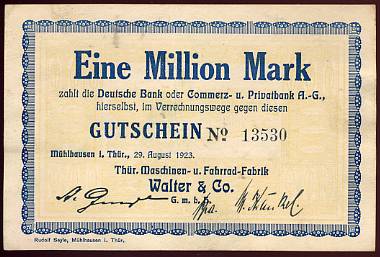 Eine Million Mark
zahlt die Deutsche Bank oder Commerz- u. Privatbank A.-G.,
hierselbst, im Verrechnungswege gegen diesen
GUTSCHEIN № 13530
Mühlhausen i. Thür., 29. August 1923.
Thür. Maschinen- u. Fahrrad-Fabrik
Walter & Co.
G. m. b. H.
Rudolf Sayle, Mühlhausen i. Thür.